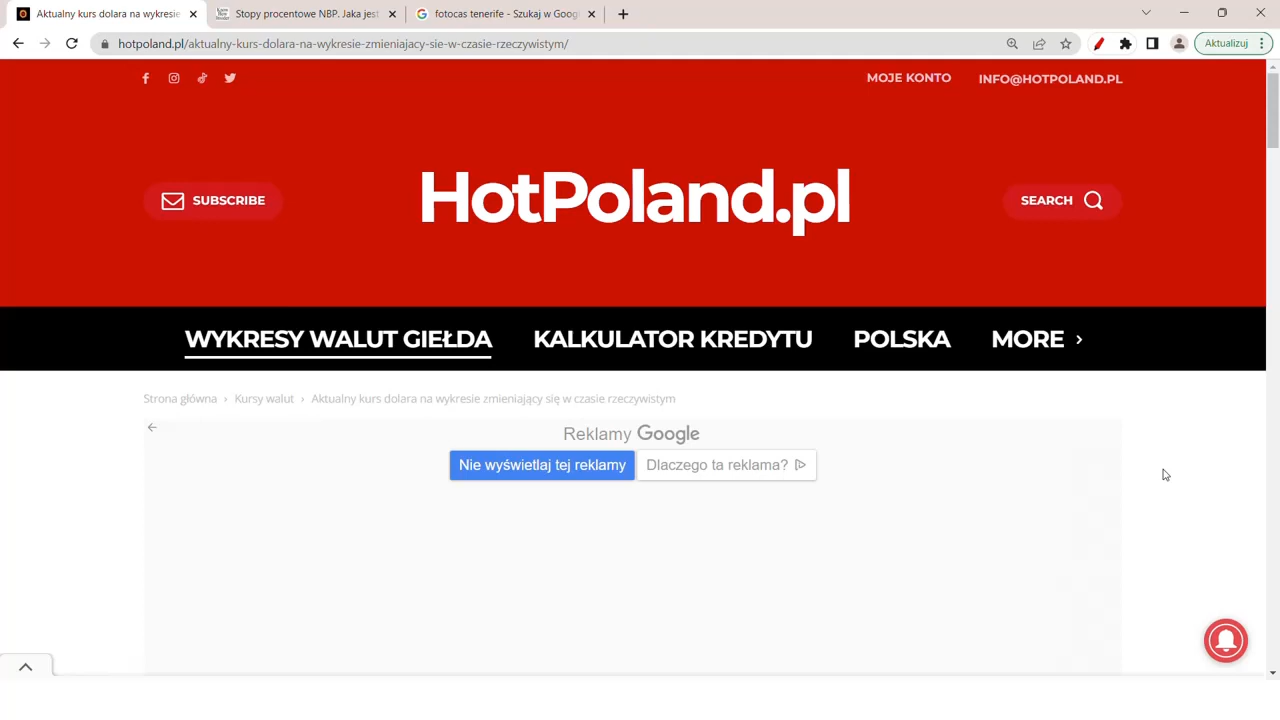 Aktualny kurs dolara na wykresie
Stopy procentowe NBP. Jaka jest
fotocas tenerife - Szukaj w Goog
hotpoland.pl/aktualny-kurs-dolara-na-wykresie-zmieniajacy-sie-w-czasie-rzeczywistym/
Aktualizuj
MOJE KONTO
INFO@HOTPOLAND.PL
SUBSCRIBE
HotPoland.pl
SEARCH
WYKRESY WALUT GIEŁDA
KALKULATOR KREDYTU
POLSKA
MORE
Strona główna › Kursy walut › Aktualny kurs dolara na wykresie zmieniający się w czasie rzeczywistym
Reklamy Google
Nie wyświetlaj tej reklamy
Dlaczego ta reklama?